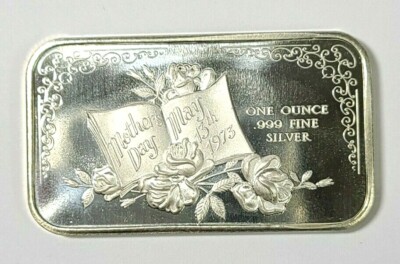 Mother's
Day
May
13th
1973
ONE OUNCE
.999 FINE
SILVER